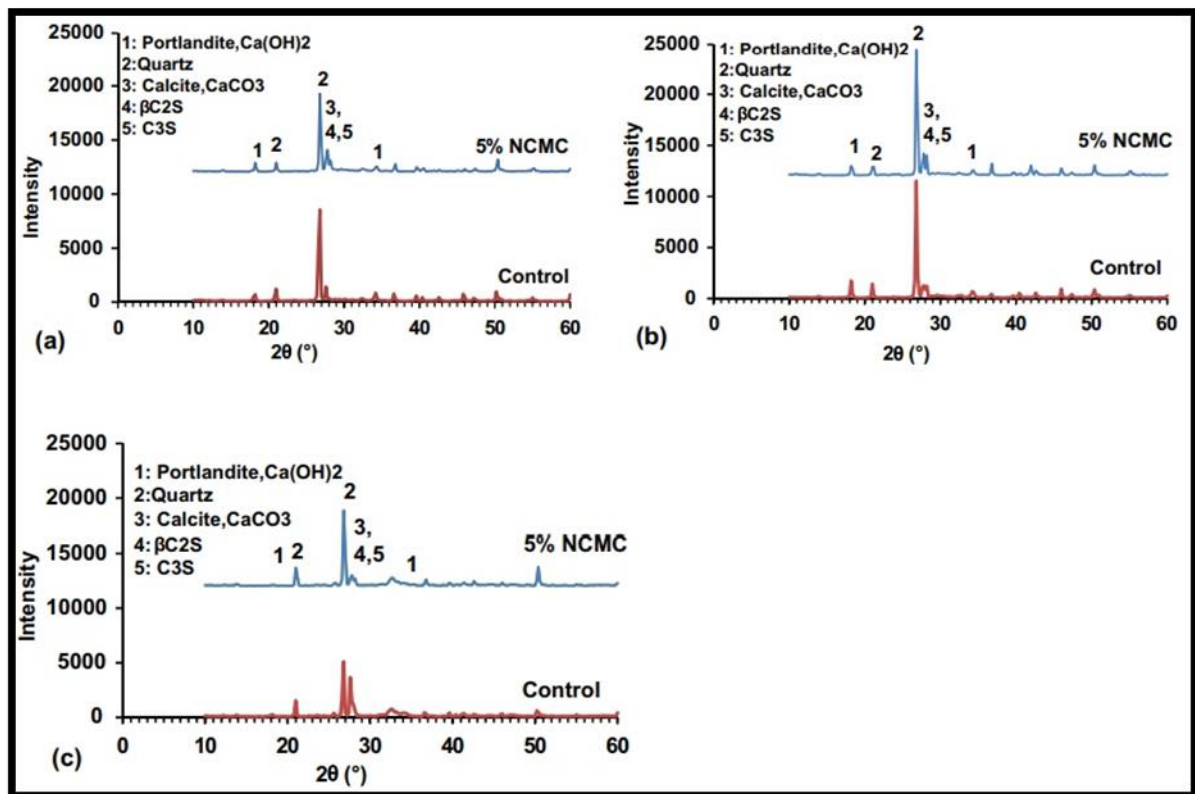 25000
20000
15000
10000
5000
0
Intensity
1: Portlandite,Ca(OH)2
2:Quartz
3: Calcite,CaCO3
4: βC2S
5: C3S
2
3,
4,5
1 2
1
5% NCMC
Control
0 10 20 30 40 50 60
2θ (°)
(a)
25000
20000
15000
10000
5000
0
Intensity
1: Portlandite,Ca(OH)2
2:Quartz
3: Calcite,CaCO3
4: βC2S
5: C3S
2
3,
4,5
1 2
1
5% NCMC
Control
0 10 20 30 40 50 60
2θ (°)
(b)
25000
20000
15000
10000
5000
0
Intensity
1: Portlandite,Ca(OH)2
2:Quartz
3: Calcite,CaCO3
4: βC2S
5: C3S
2
3,
4,5
1 2
1
5% NCMC
Control
0 10 20 30 40 50 60
2θ (°)
(c)